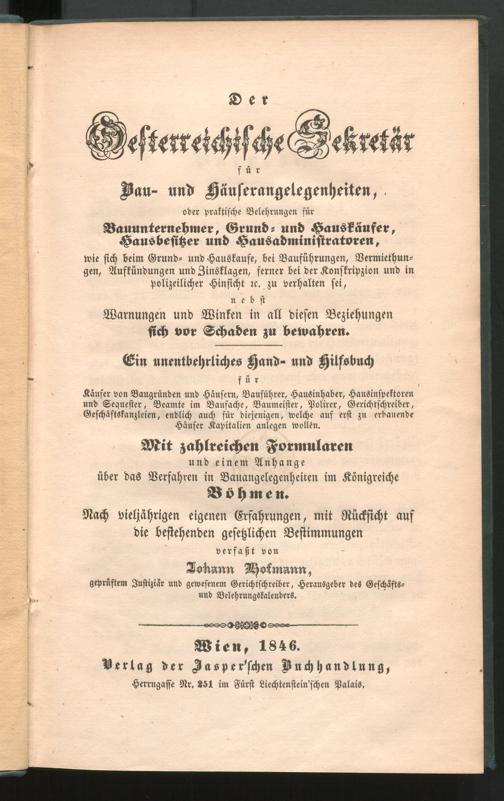 Der
Oesterreichische Sekretär
für
Bau- und Häuserangelegenheiten,
oder praktische Belehrungen für
Bauunternehmer, Grund- und Hauskäufer,
Hausbesitzer und Hausadministratoren,
wie sich beim Grund- und Hauskaufe, bei Bauführungen, Vermiethun-
gen, Aufkündungen und Zinsklagen, ferner bei der Konskripzion und in
polizeilicher Hinsicht ꝛc. zu verhalten sei,
nebst
Warnungen und Winken in all diesen Beziehungen
sich vor Schaden zu bewahren.
Ein unentbehrliches Hand- und Hilfsbuch
für
Käufer von Baugründen und Häusern, Bauführer, Hausinhaber, Hausinspektoren
und Sequester, Beamte im Baufache, Baumeister, Polirer, Gerichtschreiber,
Geschäftskanzleien, endlich auch für diejenigen, welche auf erst zu erbauende
Häuser Kapitalien anlegen wollen.
Mit zahlreichen Formularen
und einem Anhange
über das Verfahren in Bauangelegenheiten im Königreiche
Böhmen.
Nach vieljährigen eigenen Erfahrungen, mit Rücksicht auf
die bestehenden gesetzlichen Bestimmungen
verfaßt von
Johann Hofmann,
geprüftem Justiziär und gewesenem Gerichtschreiber, Herausgeber des Geschäfts-
und Belehrungskalenders.
Wien, 1846.
Verlag der Jasper'schen Buchhandlung,
Herrngasse Nr. 251 im Fürst Liechtenstein'schen Palais.